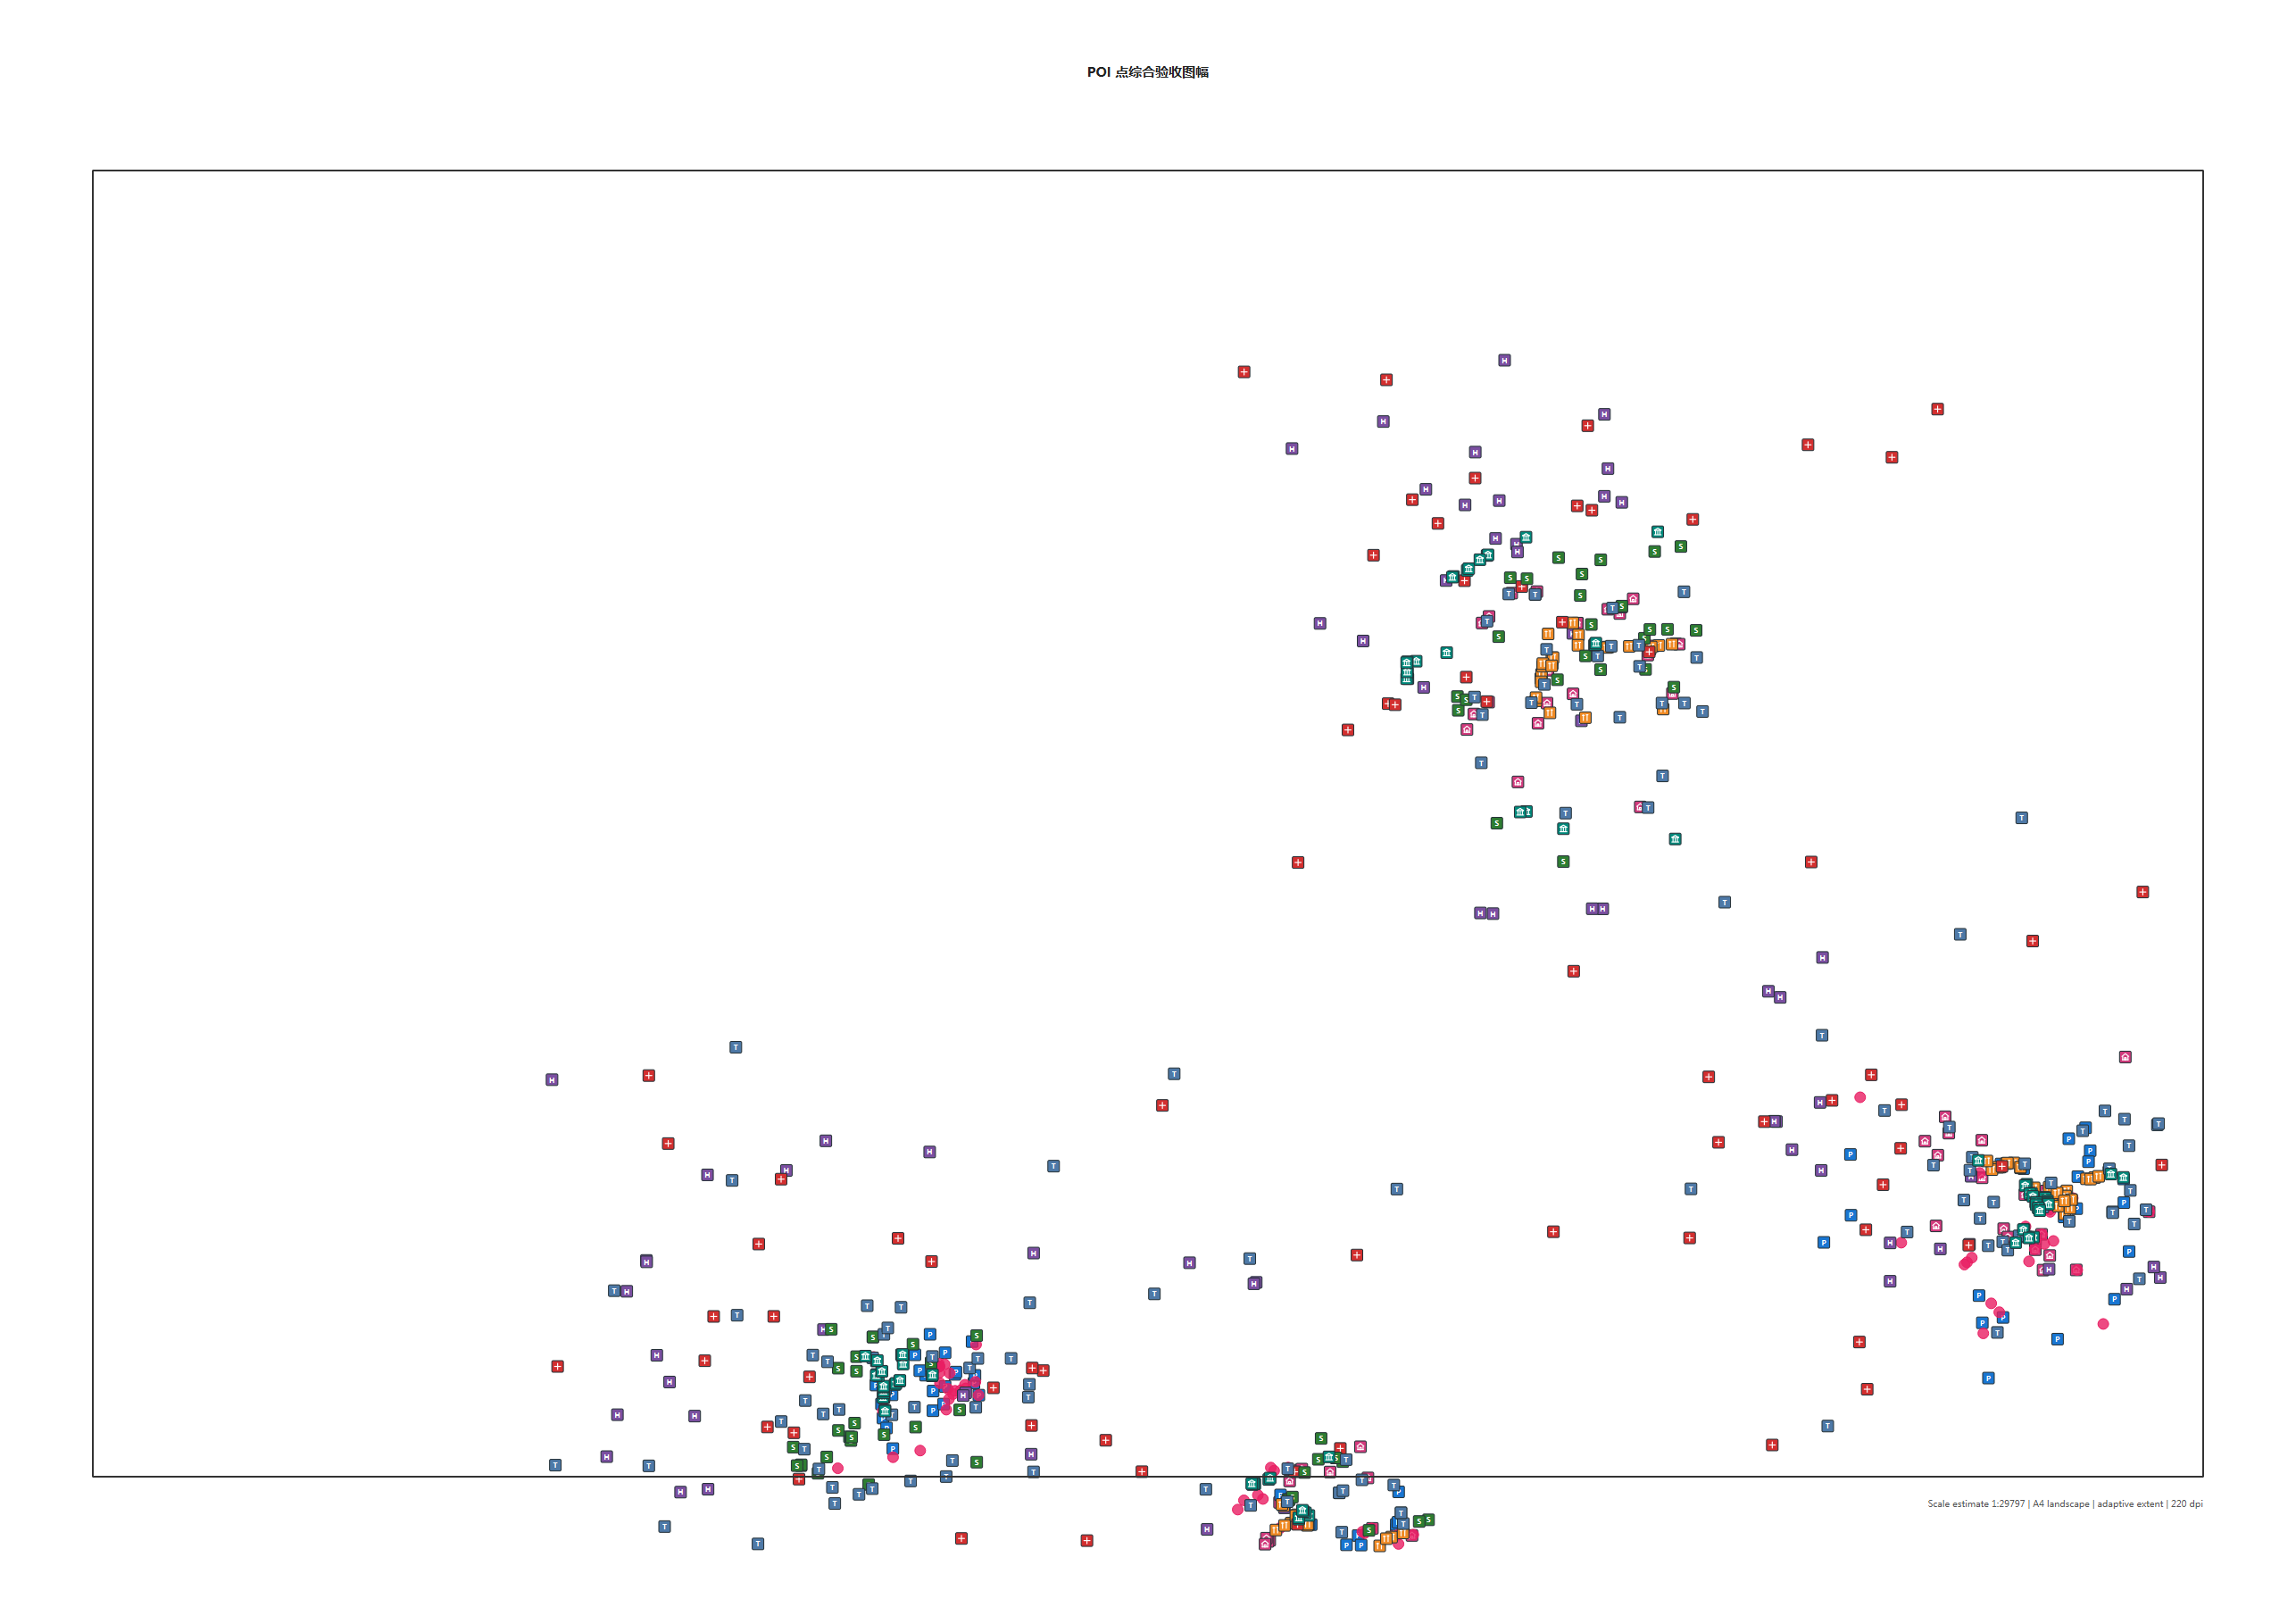 POI 点综合验收图幅
Scale estimate 1:29797 | A4 landscape | adaptive extent | 220 dpi